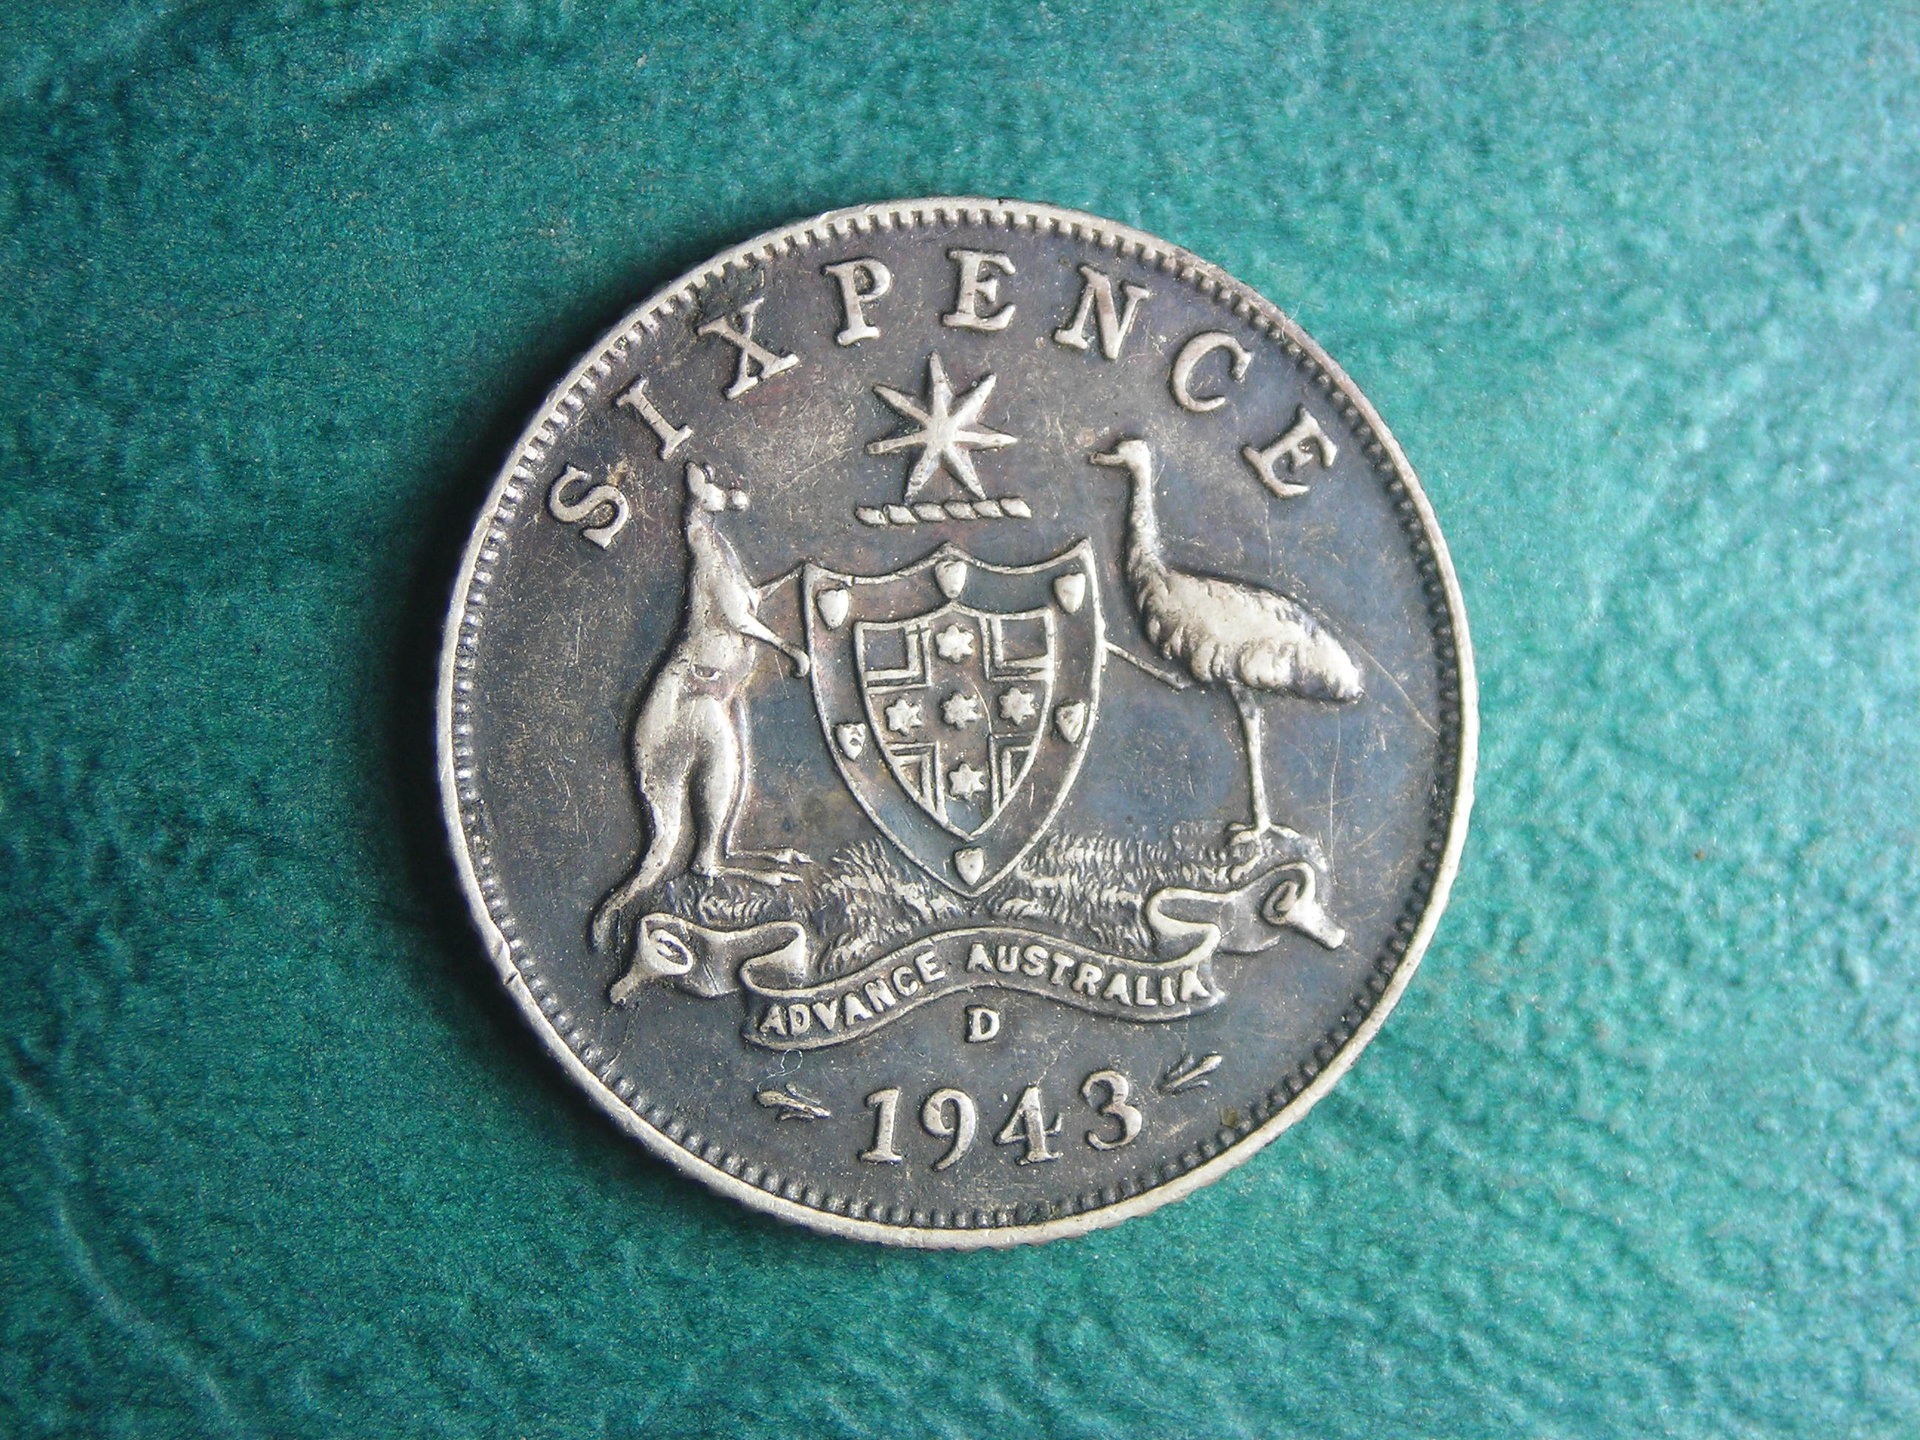 SIXPENCE
ADVANCE AUSTRALIA
D
1943